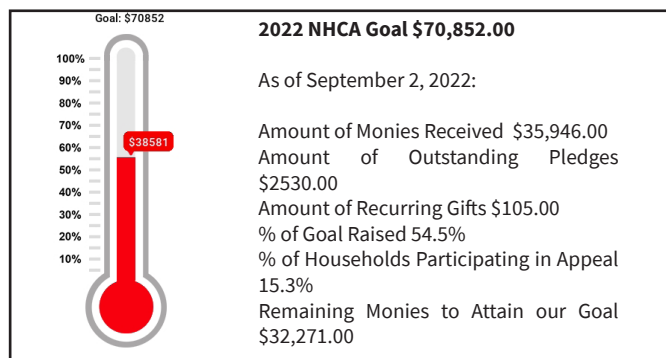 Goal: $70852
100%
90%
80%
70%
60%
50%
40%
30%
20%
10%
$38581
2022 NHCA Goal $70,852.00
As of September 2, 2022:
Amount of Monies Received $35,946.00
Amount of Outstanding Pledges
$2530.00
Amount of Recurring Gifts $105.00
% of Goal Raised 54.5%
% of Households Participating in Appeal
15.3%
Remaining Monies to Attain our Goal
$32,271.00